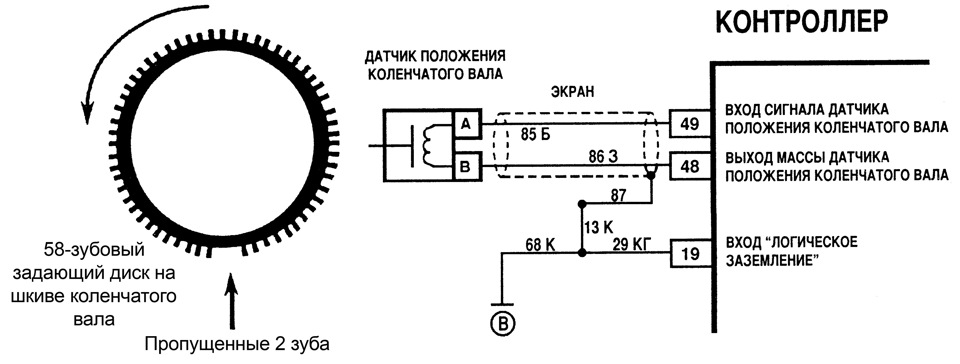 КОНТРОЛЛЕР
ДАТЧИК ПОЛОЖЕНИЯ
КОЛЕНЧАТОГО ВАЛА
ЭКРАН
A
85 Б
49
ВХОД СИГНАЛА ДАТЧИКА
ПОЛОЖЕНИЯ КОЛЕНЧАТОГО ВАЛА
B
86 З
48
ВЫХОД МАССЫ ДАТЧИКА
ПОЛОЖЕНИЯ КОЛЕНЧАТОГО ВАЛА
87
13 К
68 К
29 КГ
19
ВХОД “ЛОГИЧЕСКОЕ
ЗАЗЕМЛЕНИЕ”
B
58-зубовый
задающий диск на
шкиве коленчатого
вала
Пропущенные 2 зуба